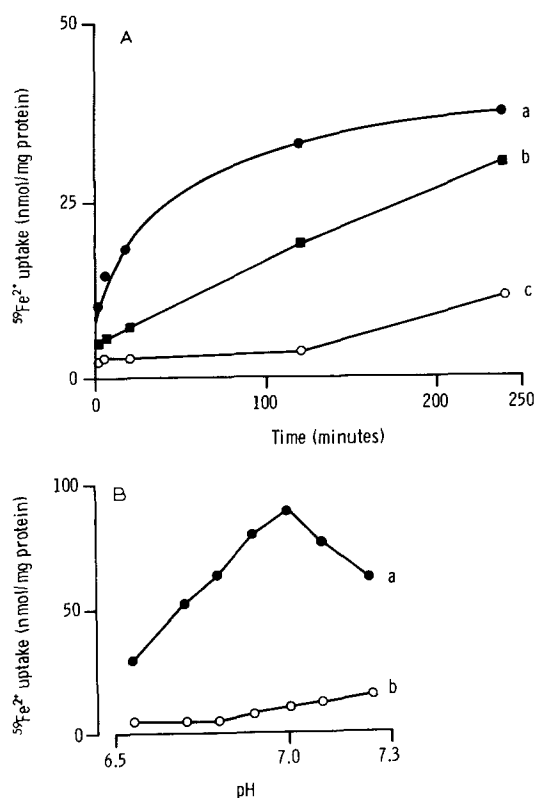 A
50
25
0
⁵⁹Fe²⁺ uptake (nmol/mg protein)
a
b
c
0
100
200
250
Time (minutes)
B
100
50
0
⁵⁹Fe²⁺ uptake (nmol/mg protein)
a
b
6.5
7.0
7.3
pH